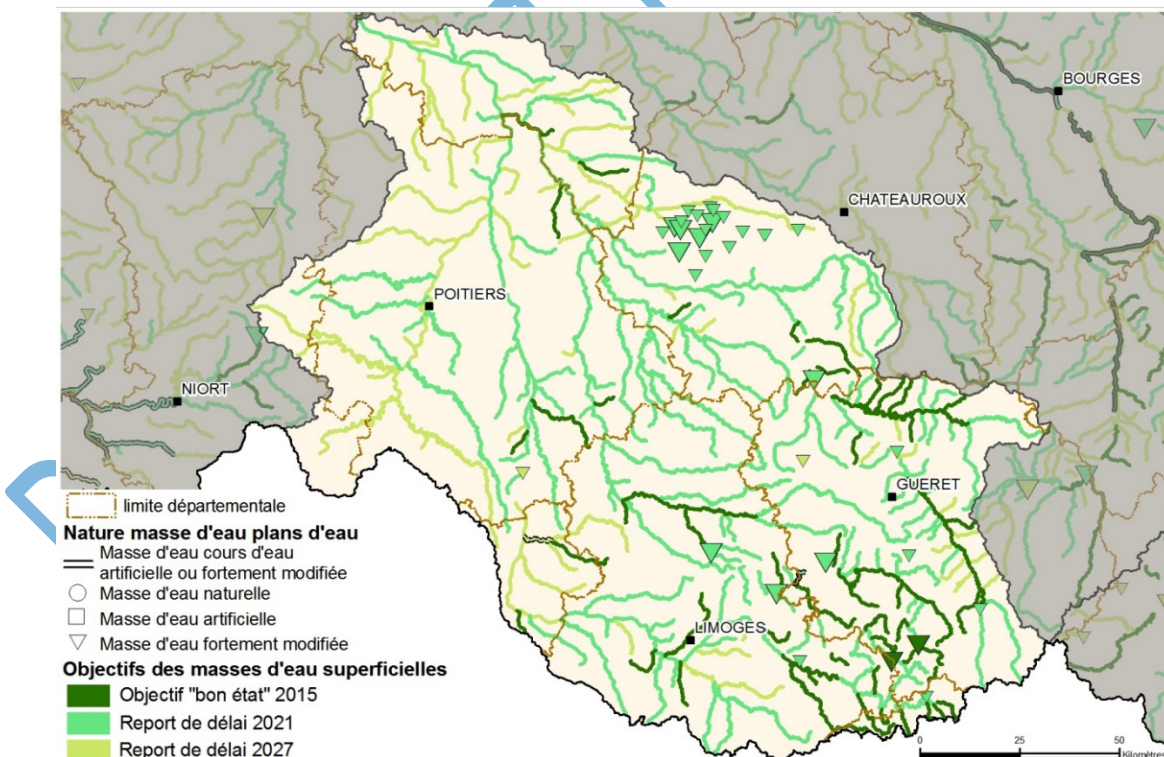 BOURGES
CHATEAUROUX
POITIERS
NIORT
GUERET
LIMOGES
limite départementale
Nature masse d'eau plans d'eau
Masse d'eau cours d'eau
artificielle ou fortement modifiée
Masse d'eau naturelle
Masse d'eau artificielle
Masse d'eau fortement modifiée
Objectifs des masses d'eau superficielles
Objectif "bon état" 2015
Report de délai 2021
Report de délai 2027
0 25 50
Kilomètres